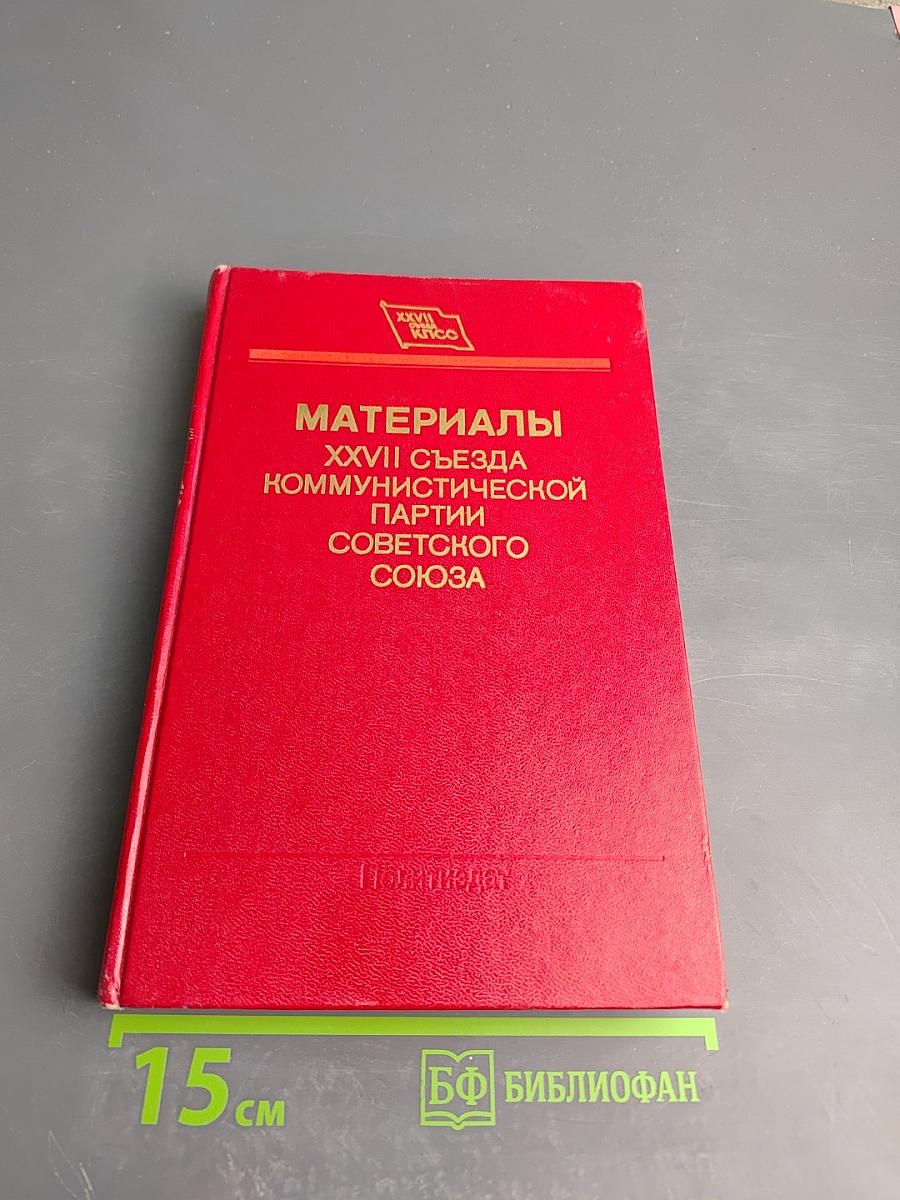 XXVII
СЪЕЗД
КПСС
МАТЕРИАЛЫ
XXVII СЪЕЗДА
КОММУНИСТИЧЕСКОЙ
ПАРТИИ
СОВЕТСКОГО
СОЮЗА
Политиздат
15 см
БФ БИБЛИОФАН